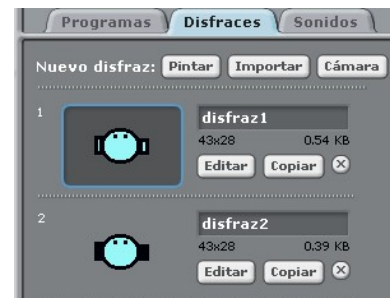 Programas Disfraces Sonidos
Nuevo disfraz: Pintar Importar Cámara
1
disfraz1
43x28 0.54 KB
Editar Copiar
2
disfraz2
43x28 0.39 KB
Editar Copiar